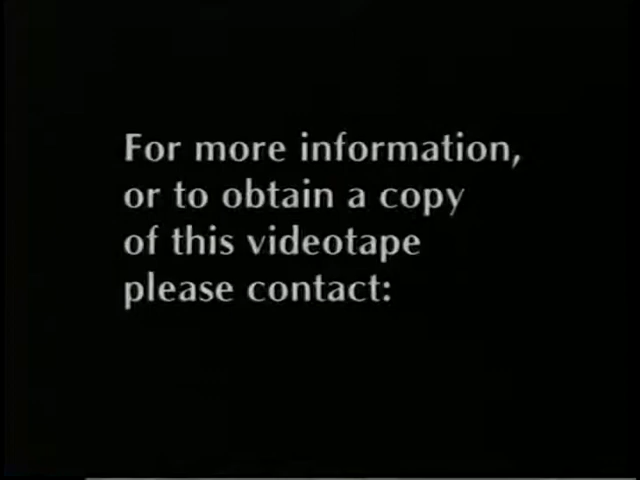 For more information,
or to obtain a copy
of this videotape
please contact: